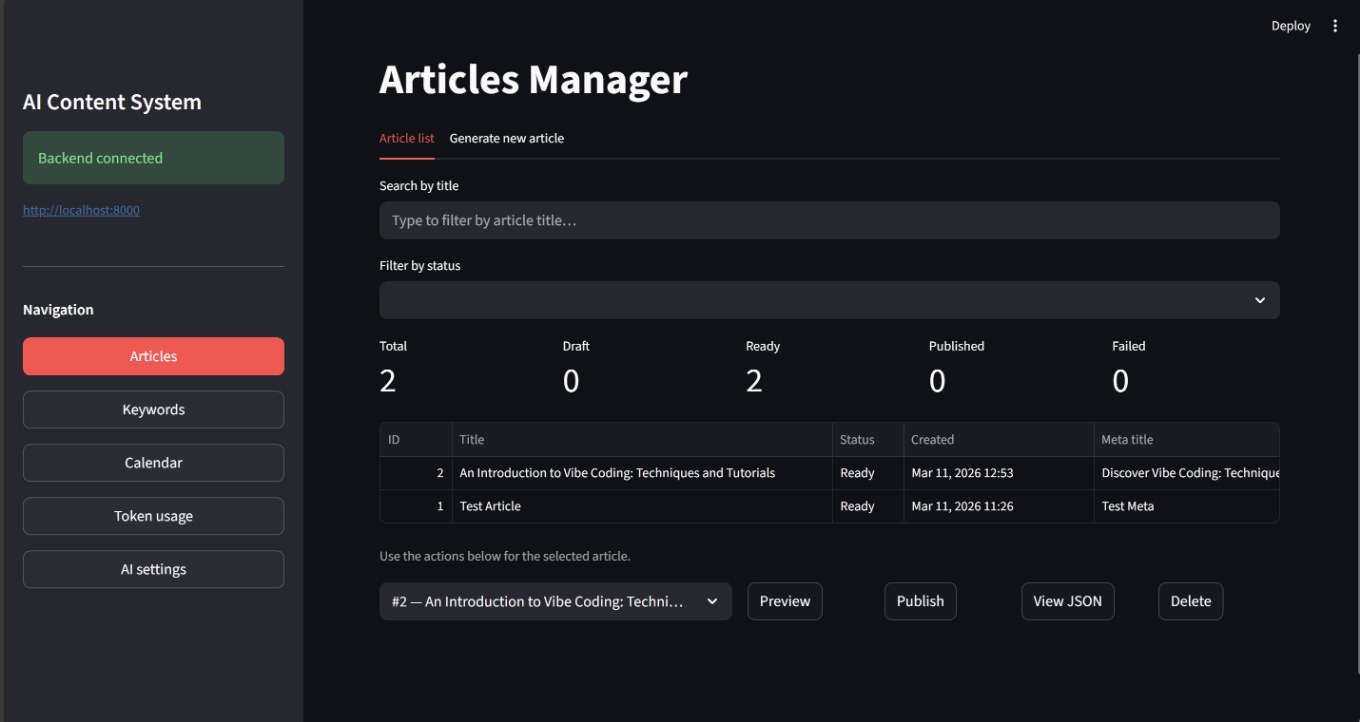 Deploy
AI Content System
Backend connected
http://localhost:8000
Navigation
Articles
Keywords
Calendar
Token usage
AI settings
Articles Manager
Article list Generate new article
Search by title
Type to filter by article title…
Filter by status
Total Draft Ready Published Failed
2 0 2 0 0
ID Title Status Created Meta title
2 An Introduction to Vibe Coding: Techniques and Tutorials Ready Mar 11, 2026 12:53 Discover Vibe Coding: Technique
1 Test Article Ready Mar 11, 2026 11:26 Test Meta
Use the actions below for the selected article.
#2 — An Introduction to Vibe Coding: Techni… Preview Publish View JSON Delete